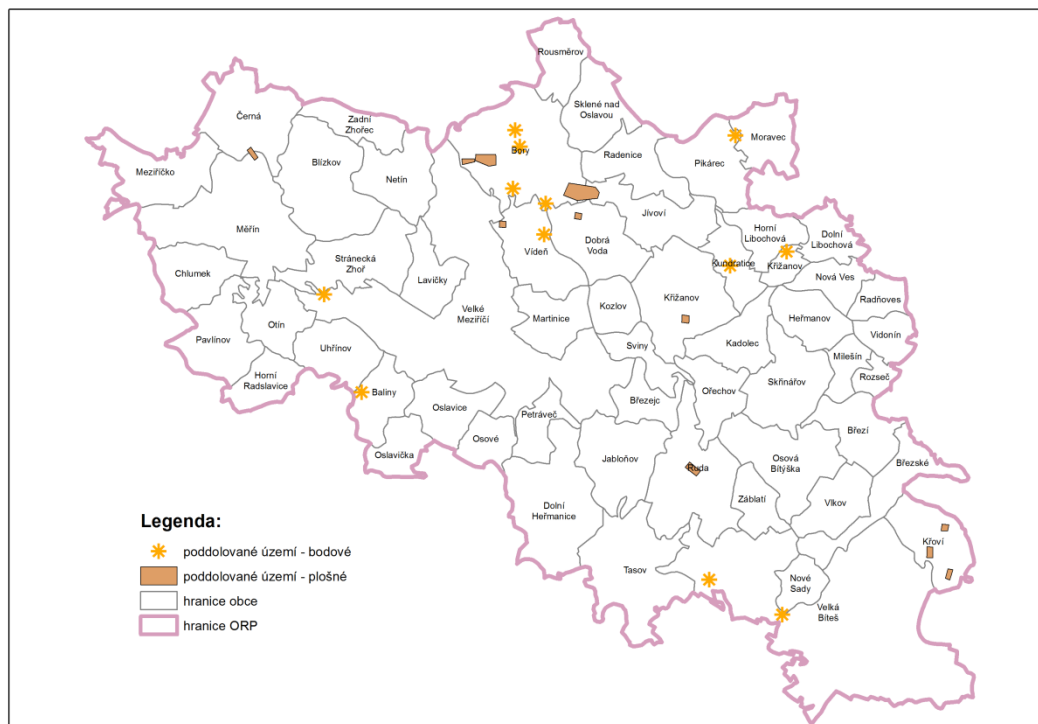 Rousměrov
Sklené nad
Oslavou
Černá
Zadní
Zhořec
Bory
Moravec
Meziříčko
Blízkov
Netín
Radenice
Pikárec
Měřín
Jívoví
Horní
Libochová
Dolní
Libochová
Stránecká
Zhoř
Vídeň
Dobrá
Voda
Chlumek
Lavičky
Kundratice
Křižanov
Nová Ves
Velké
Meziříčí
Martinice
Kozlov
Křižanov
Radňoves
Heřmanov
Otín
Pavlínov
Uhřínov
Sviny
Kadolec
Vidonín
Milešín
Horní
Radslavice
Skřinářov
Rozseč
Baliny
Oslavice
Březejc
Ořechov
Petráveč
Osové
Březí
Oslavička
Jabloňov
Ruda
Osová
Bítýška
Březské
Dolní
Heřmanice
Záblatí
Vlkov
Křoví
Tasov
Nové
Sady
Velká
Bíteš
Legenda:
poddolované území - bodové
poddolované území - plošné
hranice obce
hranice ORP